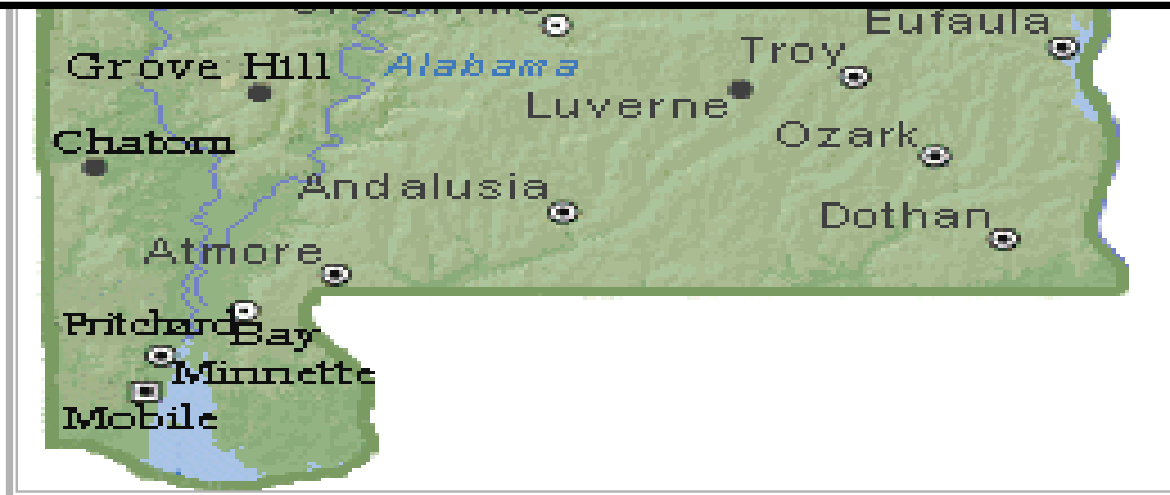 Eufaula
Troy
Grove Hill
Alabama
Luverne
Ozark
Chatom
Andalusia
Dothan
Atmore
Pritchard
Bay
Minnette
Mobile